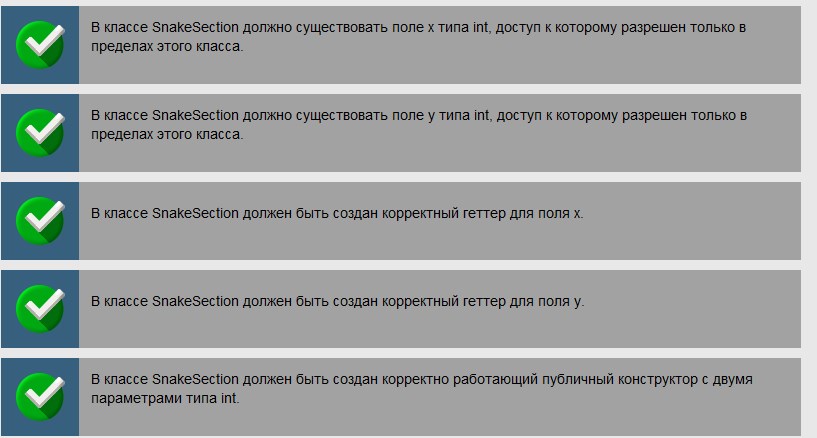 В классе SnakeSection должно существовать поле x типа int, доступ к которому разрешен только в
пределах этого класса.
В классе SnakeSection должно существовать поле y типа int, доступ к которому разрешен только в
пределах этого класса.
В классе SnakeSection должен быть создан корректный геттер для поля x.
В классе SnakeSection должен быть создан корректный геттер для поля y.
В классе SnakeSection должен быть создан корректно работающий публичный конструктор с двумя
параметрами типа int.